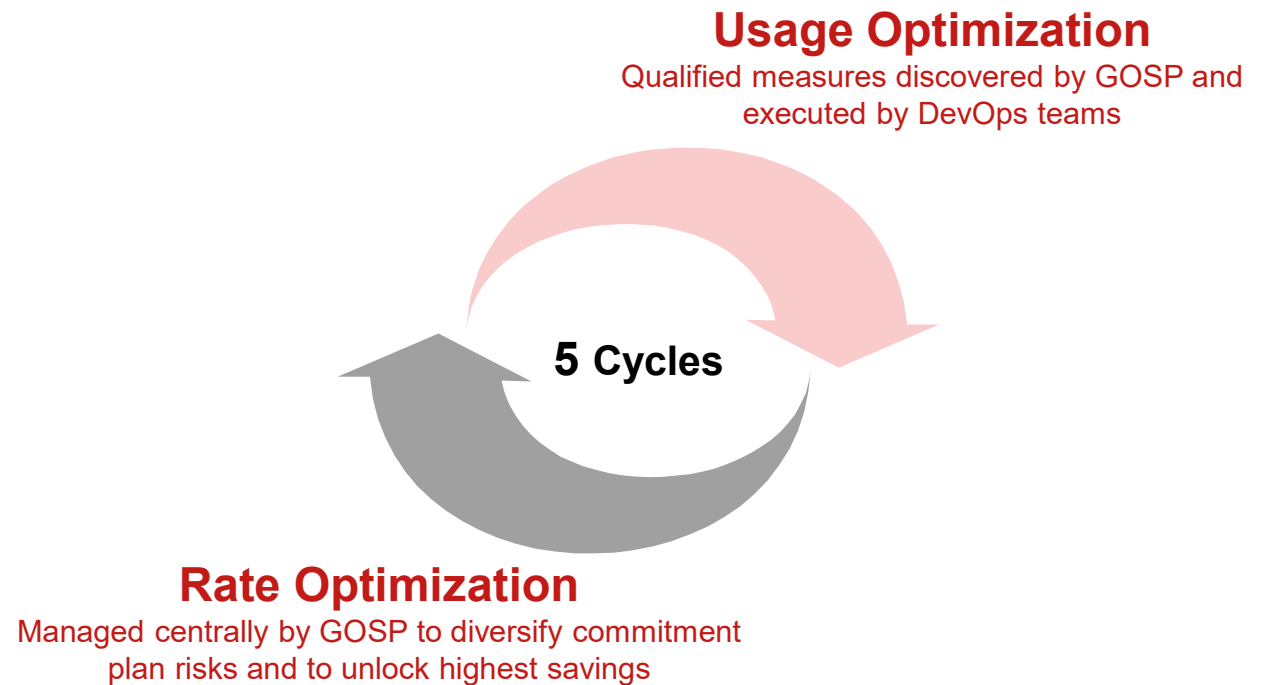 Usage Optimization
Qualified measures discovered by GOSP and
executed by DevOps teams
5 Cycles
Rate Optimization
Managed centrally by GOSP to diversify commitment
plan risks and to unlock highest savings